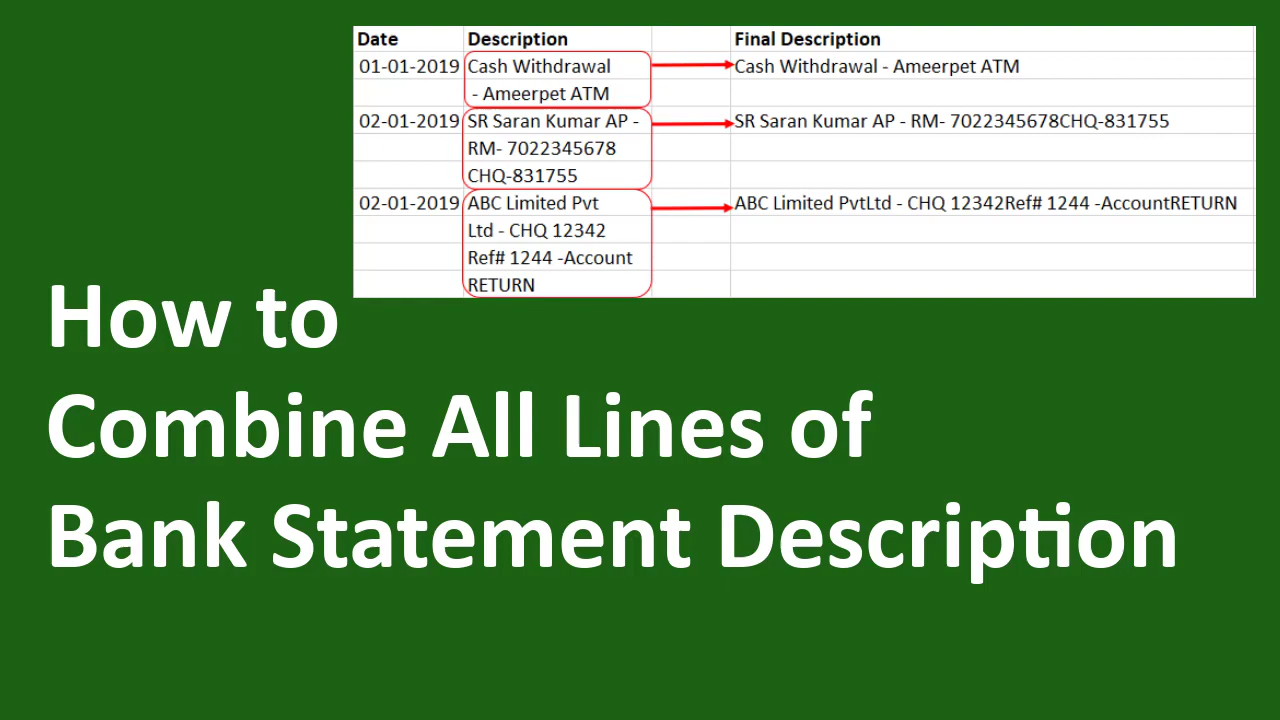 Date Description Final Description
01-01-2019 Cash Withdrawal Cash Withdrawal - Ameerpet ATM
- Ameerpet ATM
02-01-2019 SR Saran Kumar AP - SR Saran Kumar AP - RM- 7022345678CHQ-831755
RM- 7022345678
CHQ-831755
02-01-2019 ABC Limited Pvt ABC Limited PvtLtd - CHQ 12342Ref# 1244 -AccountRETURN
Ltd - CHQ 12342
Ref# 1244 -Account
RETURN
How to
Combine All Lines of
Bank Statement Description